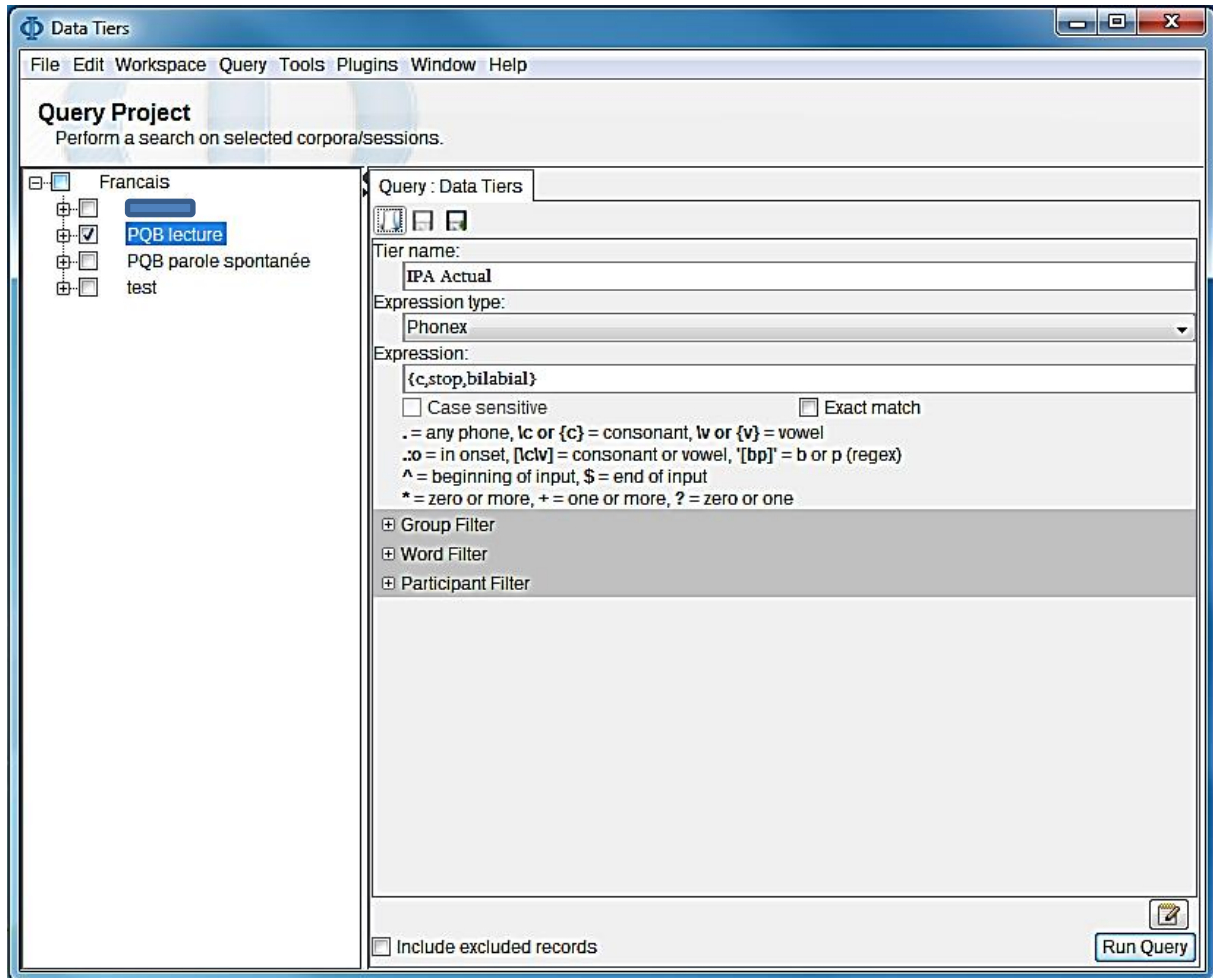 Data Tiers
File Edit Workspace Query Tools Plugins Window Help
Query Project
Perform a search on selected corpora/sessions.
Francais
PQB lecture
PQB parole spontanée
test
Query : Data Tiers
Tier name:
IPA Actual
Expression type:
Phonex
Expression:
{c,stop,bilabial}
Case sensitive
Exact match
. = any phone, \c or {c} = consonant, \v or {v} = vowel
.:o = in onset, [\c\v] = consonant or vowel, '[bp]' = b or p (regex)
^ = beginning of input, $ = end of input
* = zero or more, + = one or more, ? = zero or one
Group Filter
Word Filter
Participant Filter
Include excluded records
Run Query